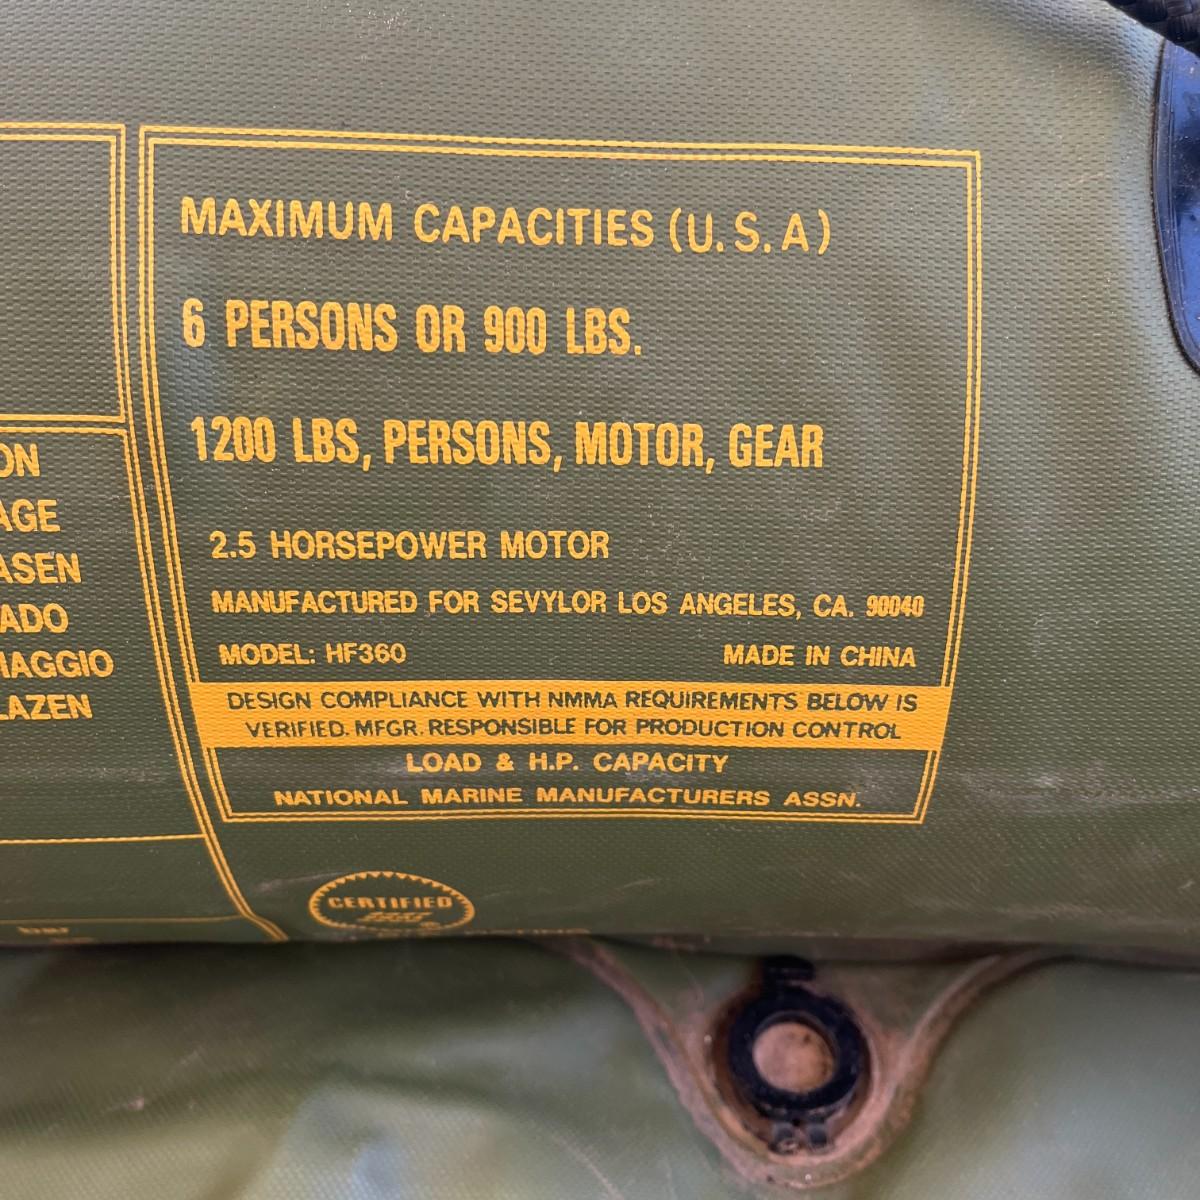 MAXIMUM CAPACITIES (U.S.A)
6 PERSONS OR 900 LBS.
1200 LBS, PERSONS, MOTOR, GEAR
2.5 HORSEPOWER MOTOR
MANUFACTURED FOR SEVYLOR LOS ANGELES, CA. 90040
MODEL: HF360 MADE IN CHINA
DESIGN COMPLIANCE WITH NMMA REQUIREMENTS BELOW IS
VERIFIED. MFGR. RESPONSIBLE FOR PRODUCTION CONTROL
LOAD & H.P. CAPACITY
NATIONAL MARINE MANUFACTURERS ASSN.
CERTIFIED
®
ON
AGE
ASEN
ADO
IAGGIO
LAZEN